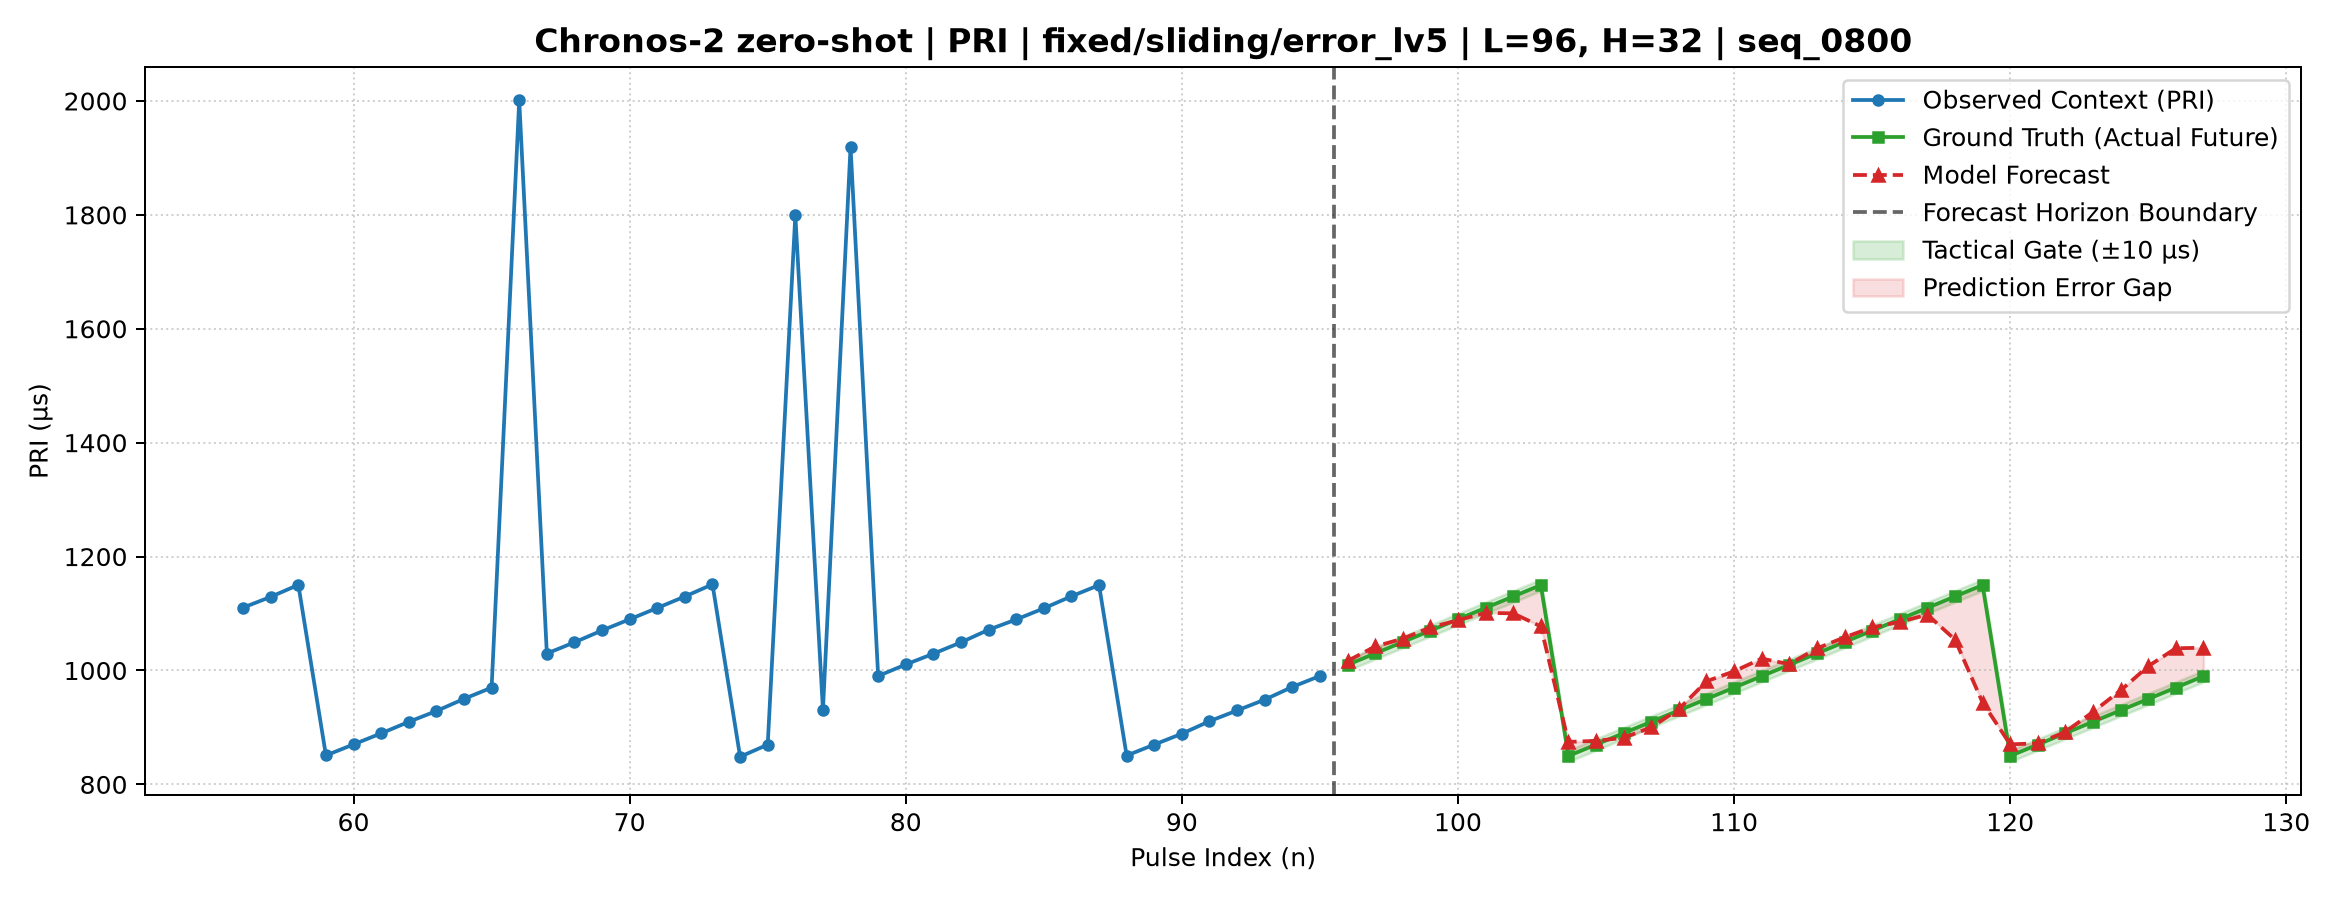 Chronos-2 zero-shot | PRI | fixed/sliding/error_lv5 | L=96, H=32 | seq_0800
PRI (µs)
2000
1800
1600
1400
1200
1000
800
Observed Context (PRI)
Ground Truth (Actual Future)
Model Forecast
Forecast Horizon Boundary
Tactical Gate (±10 µs)
Prediction Error Gap
60 70 80 90 100 110 120 130
Pulse Index (n)